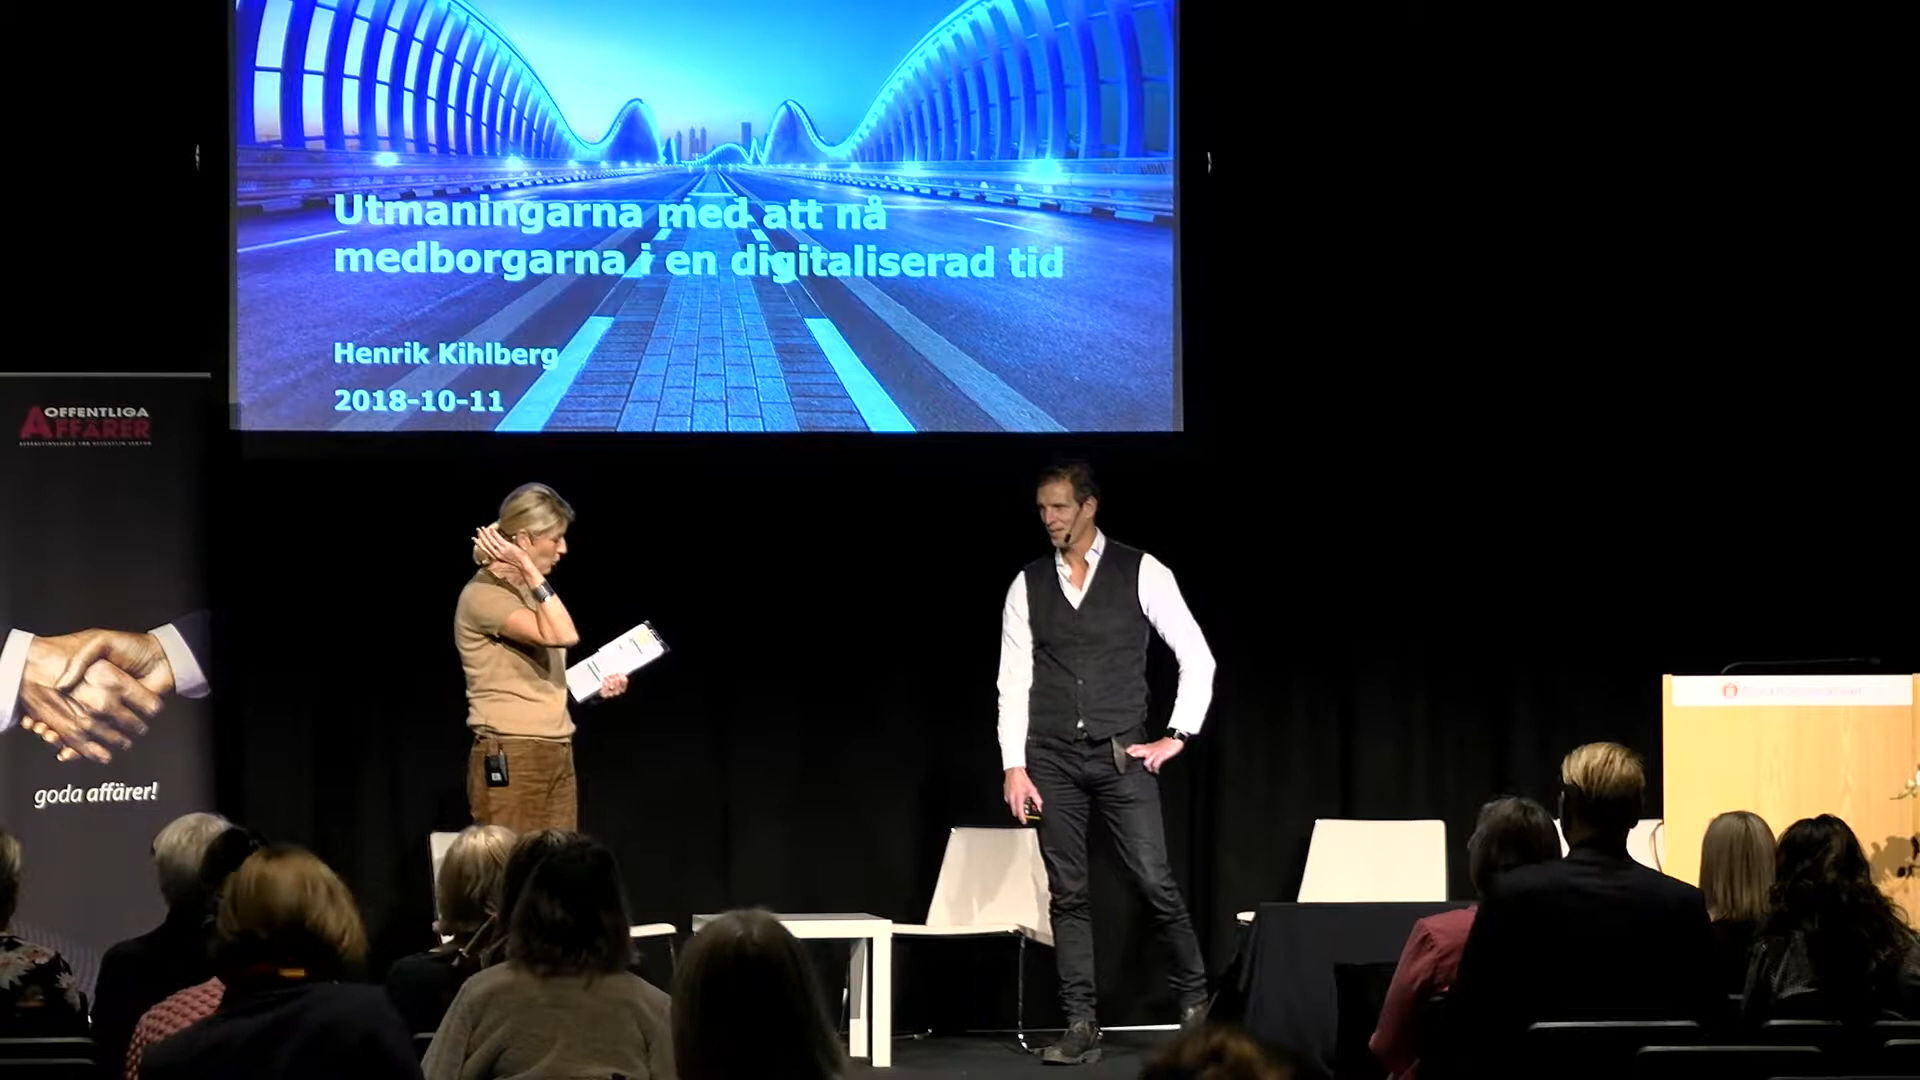 Utmaningarna med att nå
medborgarna i en digitaliserad tid
Henrik Kihlberg
2018-10-11
OFFENTLIGA
AFFÄRER
goda affärer!